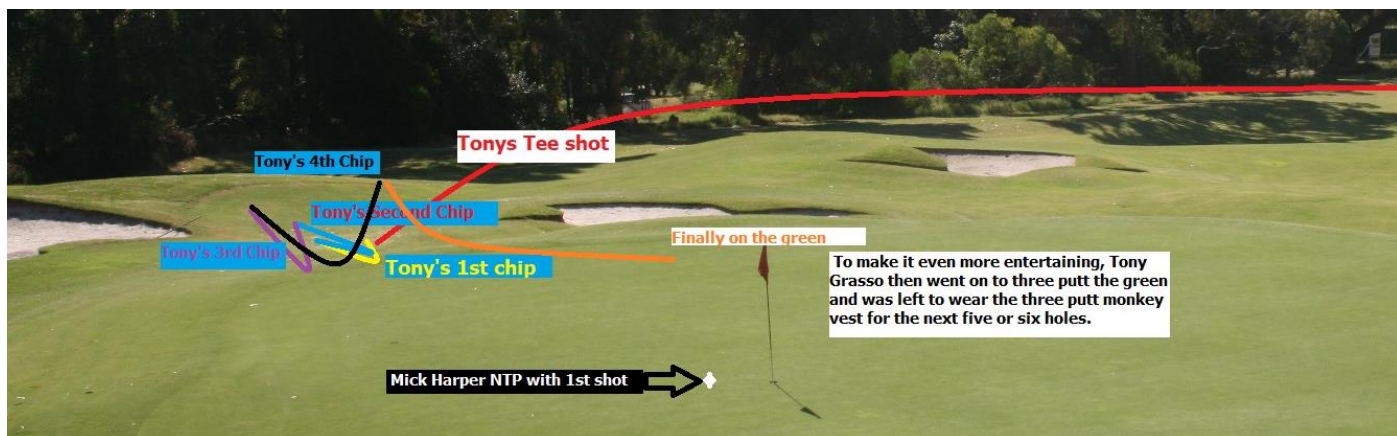 Tonys Tee shot
Tony's 4th Chip
Tony's Second Chip
Finally on the green
Tony's 3rd Chip
Tony's 1st chip
To make it even more entertaining, Tony
Grasso then went on to three putt the green
and was left to wear the three putt monkey
vest for the next five or six holes.
Mick Harper NTP with 1st shot